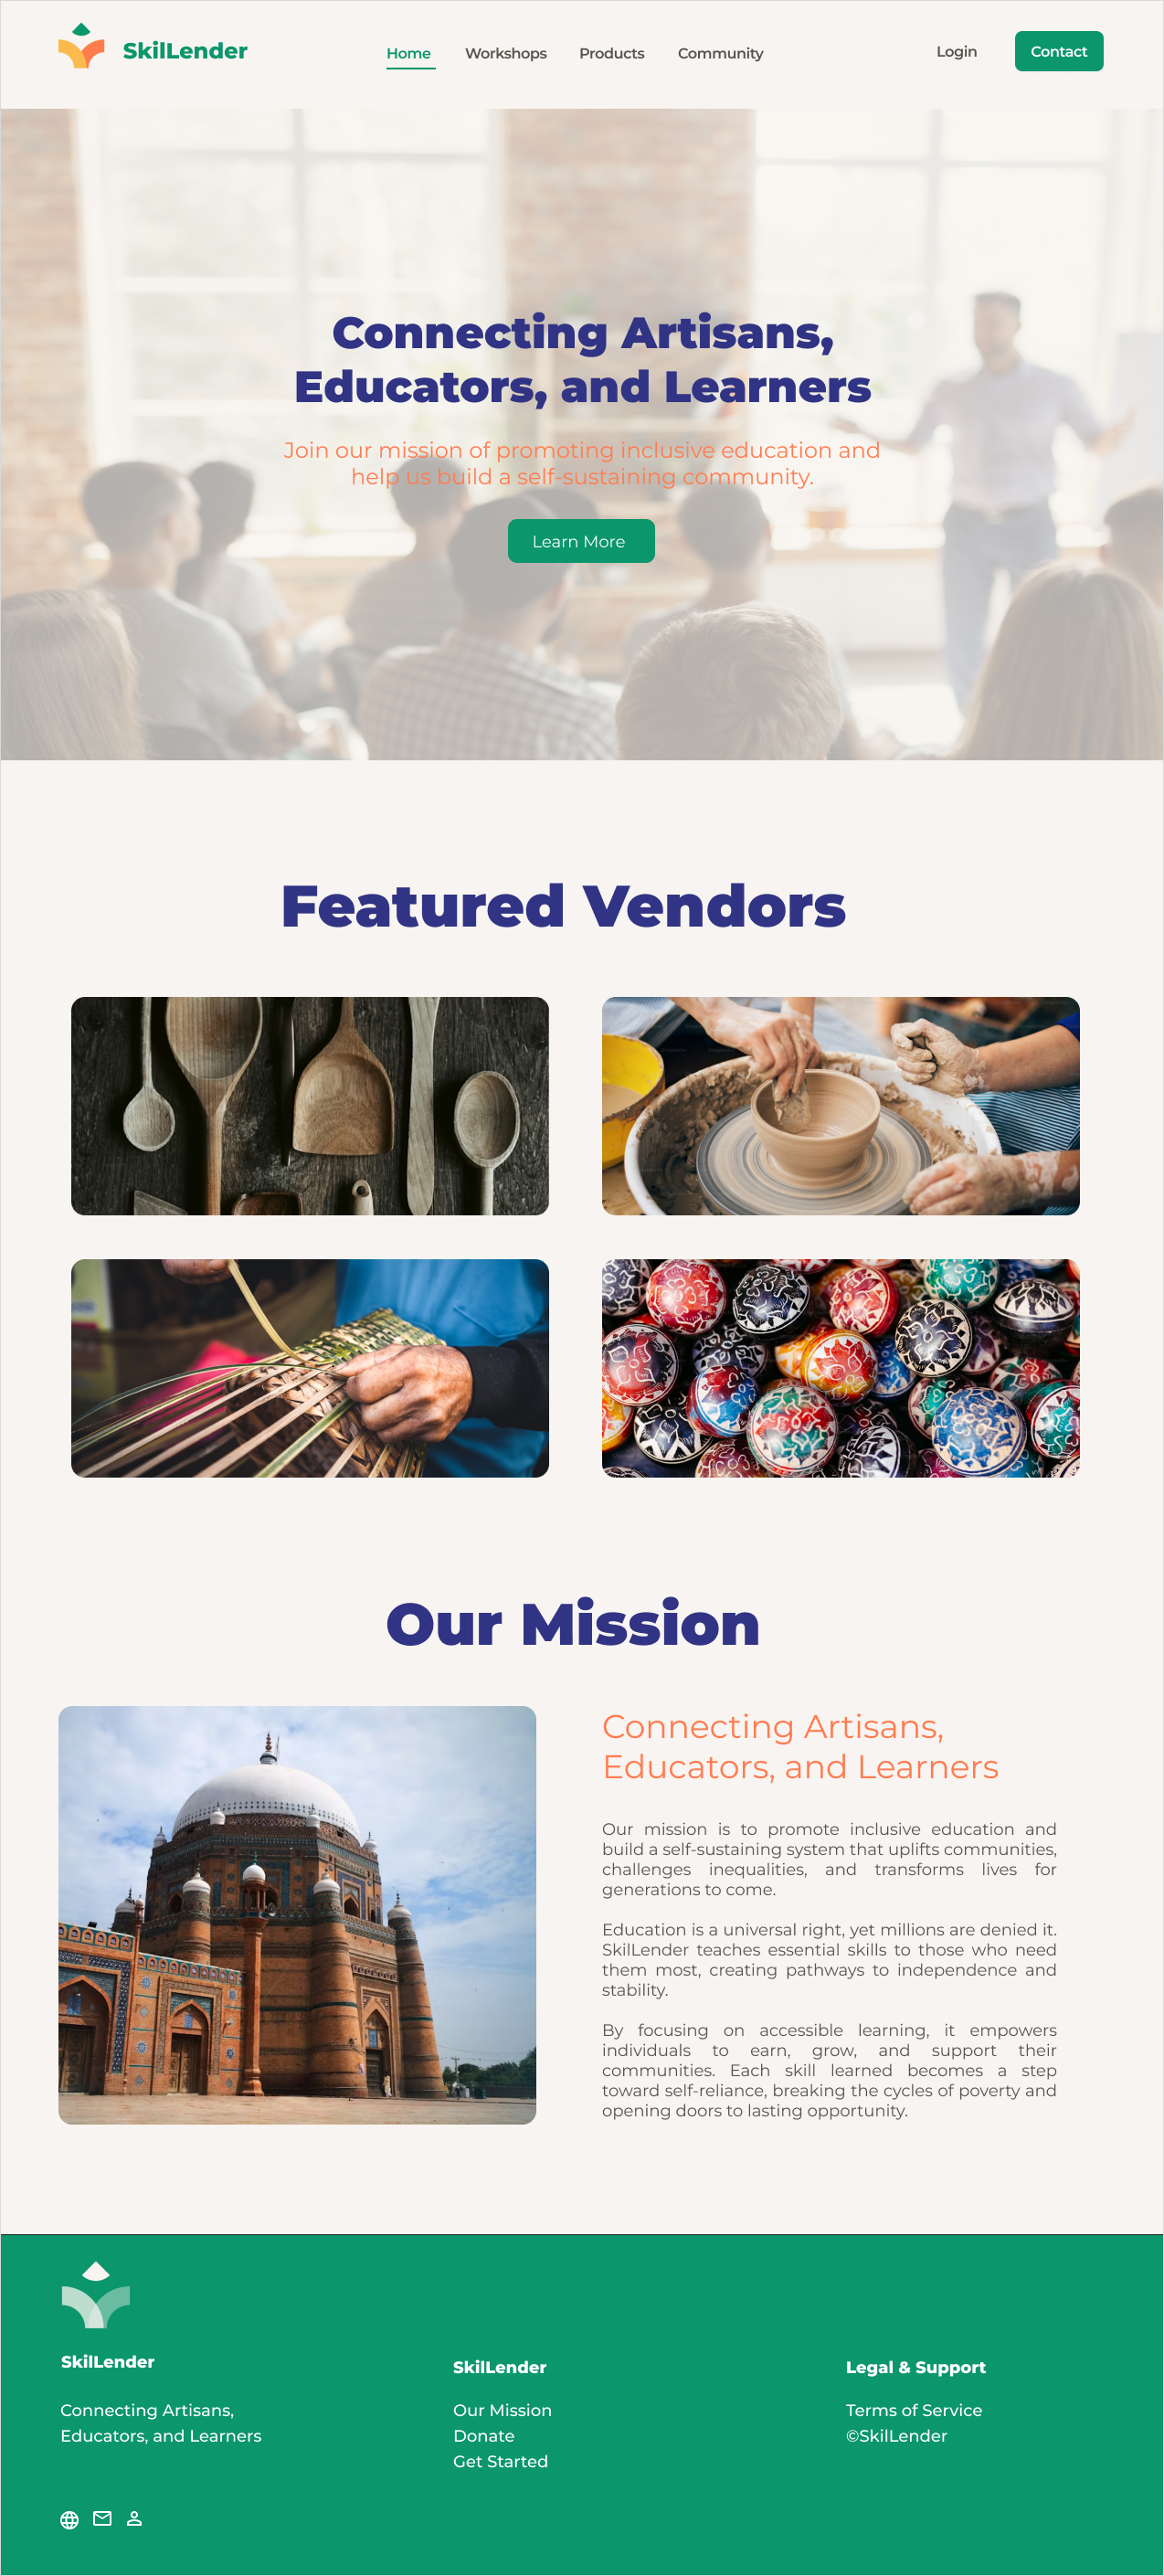 SkilLender
Home Workshops Products Community
Login Contact
Connecting Artisans,
Educators, and Learners
Join our mission of promoting inclusive education and
help us build a self-sustaining community.
Learn More
Featured Vendors
Our Mission
Connecting Artisans,
Educators, and Learners
Our mission is to promote inclusive education and
build a self-sustaining system that uplifts communities,
challenges inequalities, and transforms lives for
generations to come.
Education is a universal right, yet millions are denied it.
SkilLender teaches essential skills to those who need
them most, creating pathways to independence and
stability.
By focusing on accessible learning, it empowers
individuals to earn, grow, and support their
communities. Each skill learned becomes a step
toward self-reliance, breaking the cycles of poverty and
opening doors to lasting opportunity.
SkilLender
Connecting Artisans,
Educators, and Learners
SkilLender
Our Mission
Donate
Get Started
Legal & Support
Terms of Service
©SkilLender